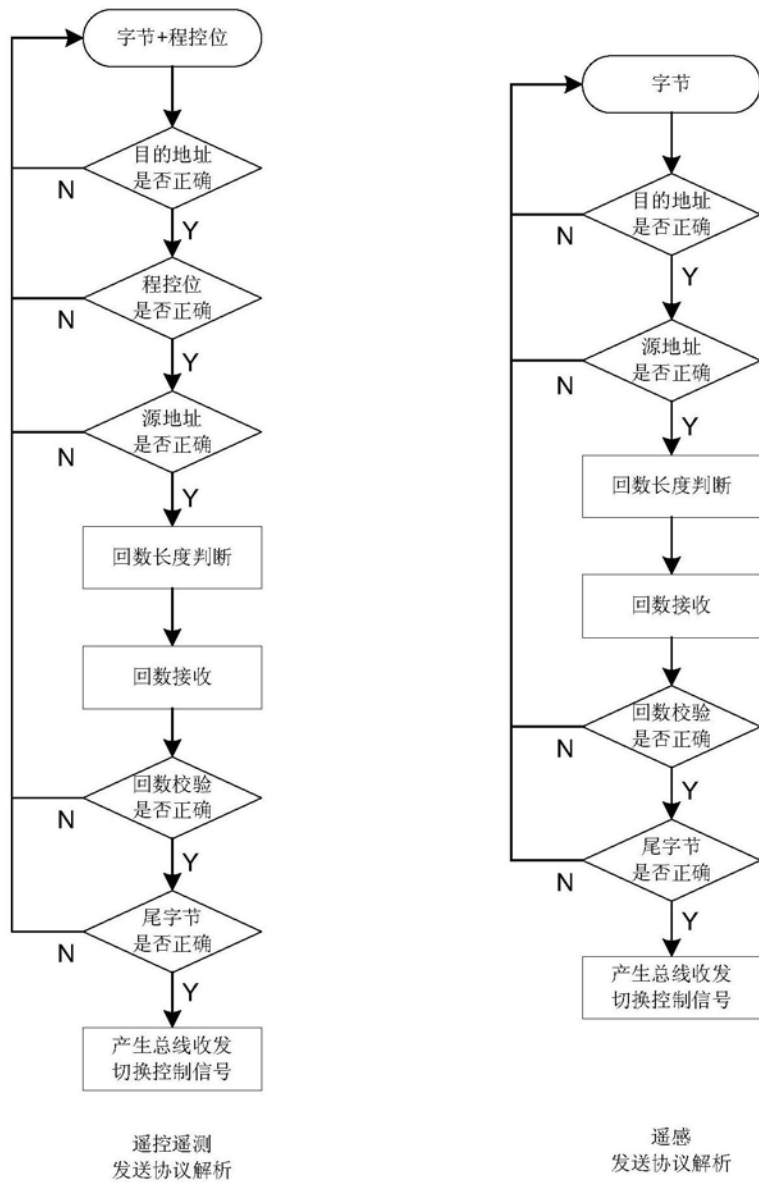 字节+程控位
目的地址
是否正确
N
Y
程控位
是否正确
N
Y
源地址
是否正确
N
Y
回数长度判断
回数接收
回数校验
是否正确
N
Y
尾字节
是否正确
N
Y
产生总线收发
切换控制信号
遥控遥测
发送协议解析
字节
目的地址
是否正确
N
Y
源地址
是否正确
N
Y
回数长度判断
回数接收
回数校验
是否正确
N
Y
尾字节
是否正确
N
Y
产生总线收发
切换控制信号
遥感
发送协议解析